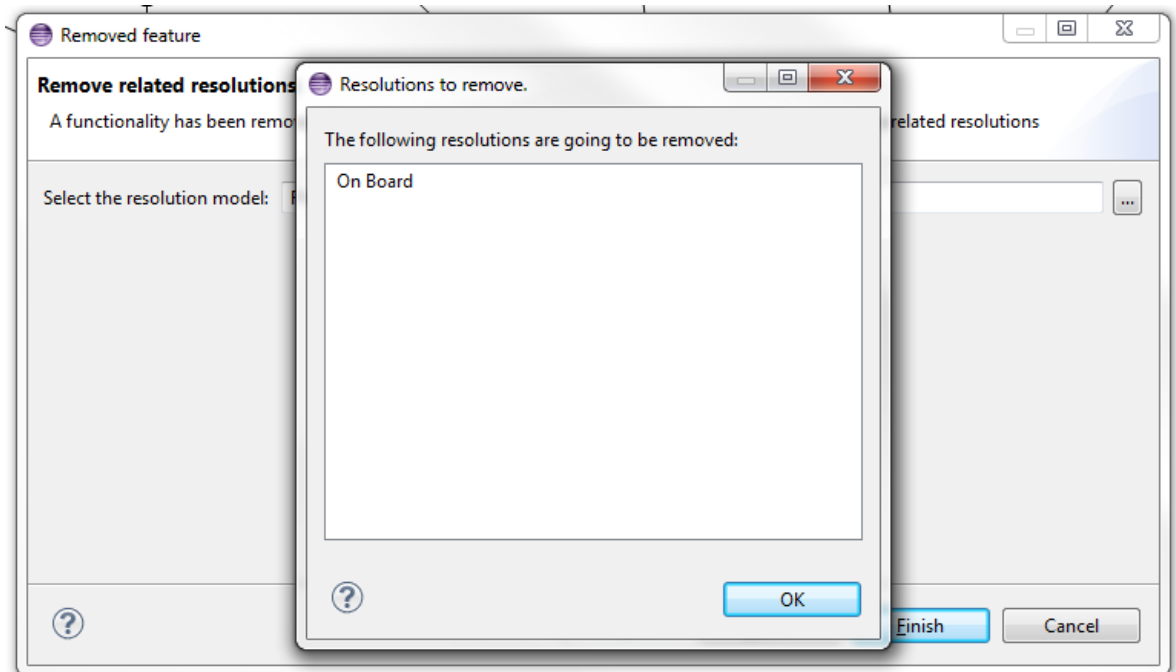 Removed feature
Remove related resolutions
A functionality has been related resolutions
Select the resolution model:
...
Resolutions to remove.
The following resolutions are going to be removed:
On Board
?
OK
?
Finish
Cancel